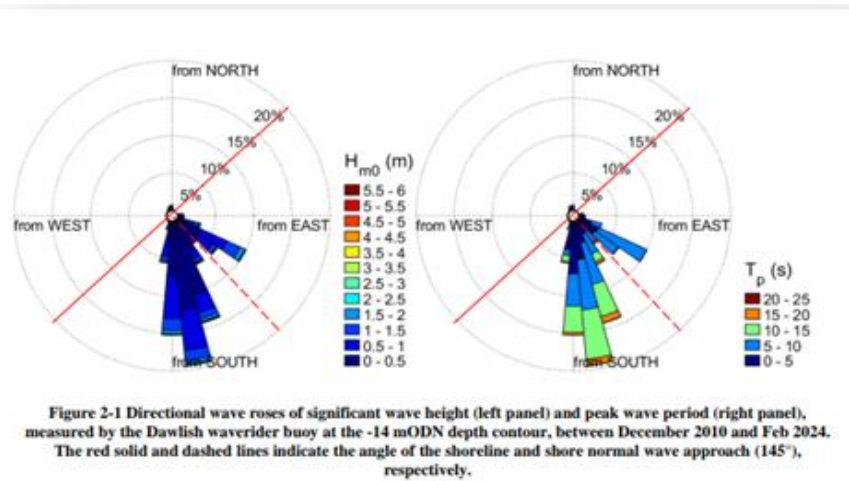 from NORTH
20%
15%
10%
5%
from WEST
from EAST
from SOUTH
H m0 (m)
5.5 - 6
5 - 5.5
4.5 - 5
4 - 4.5
3.5 - 4
3 - 3.5
2.5 - 3
2 - 2.5
1.5 - 2
1 - 1.5
0.5 - 1
0 - 0.5
from NORTH
20%
15%
10%
5%
from WEST
from EAST
from SOUTH
T p (s)
20 - 25
15 - 20
10 - 15
5 - 10
0 - 5
Figure 2-1 Directional wave roses of significant wave height (left panel) and peak wave period (right panel),
measured by the Dawlish waverider buoy at the -14 mODN depth contour, between December 2010 and Feb 2024.
The red solid and dashed lines indicate the angle of the shoreline and shore normal wave approach (145°),
respectively.